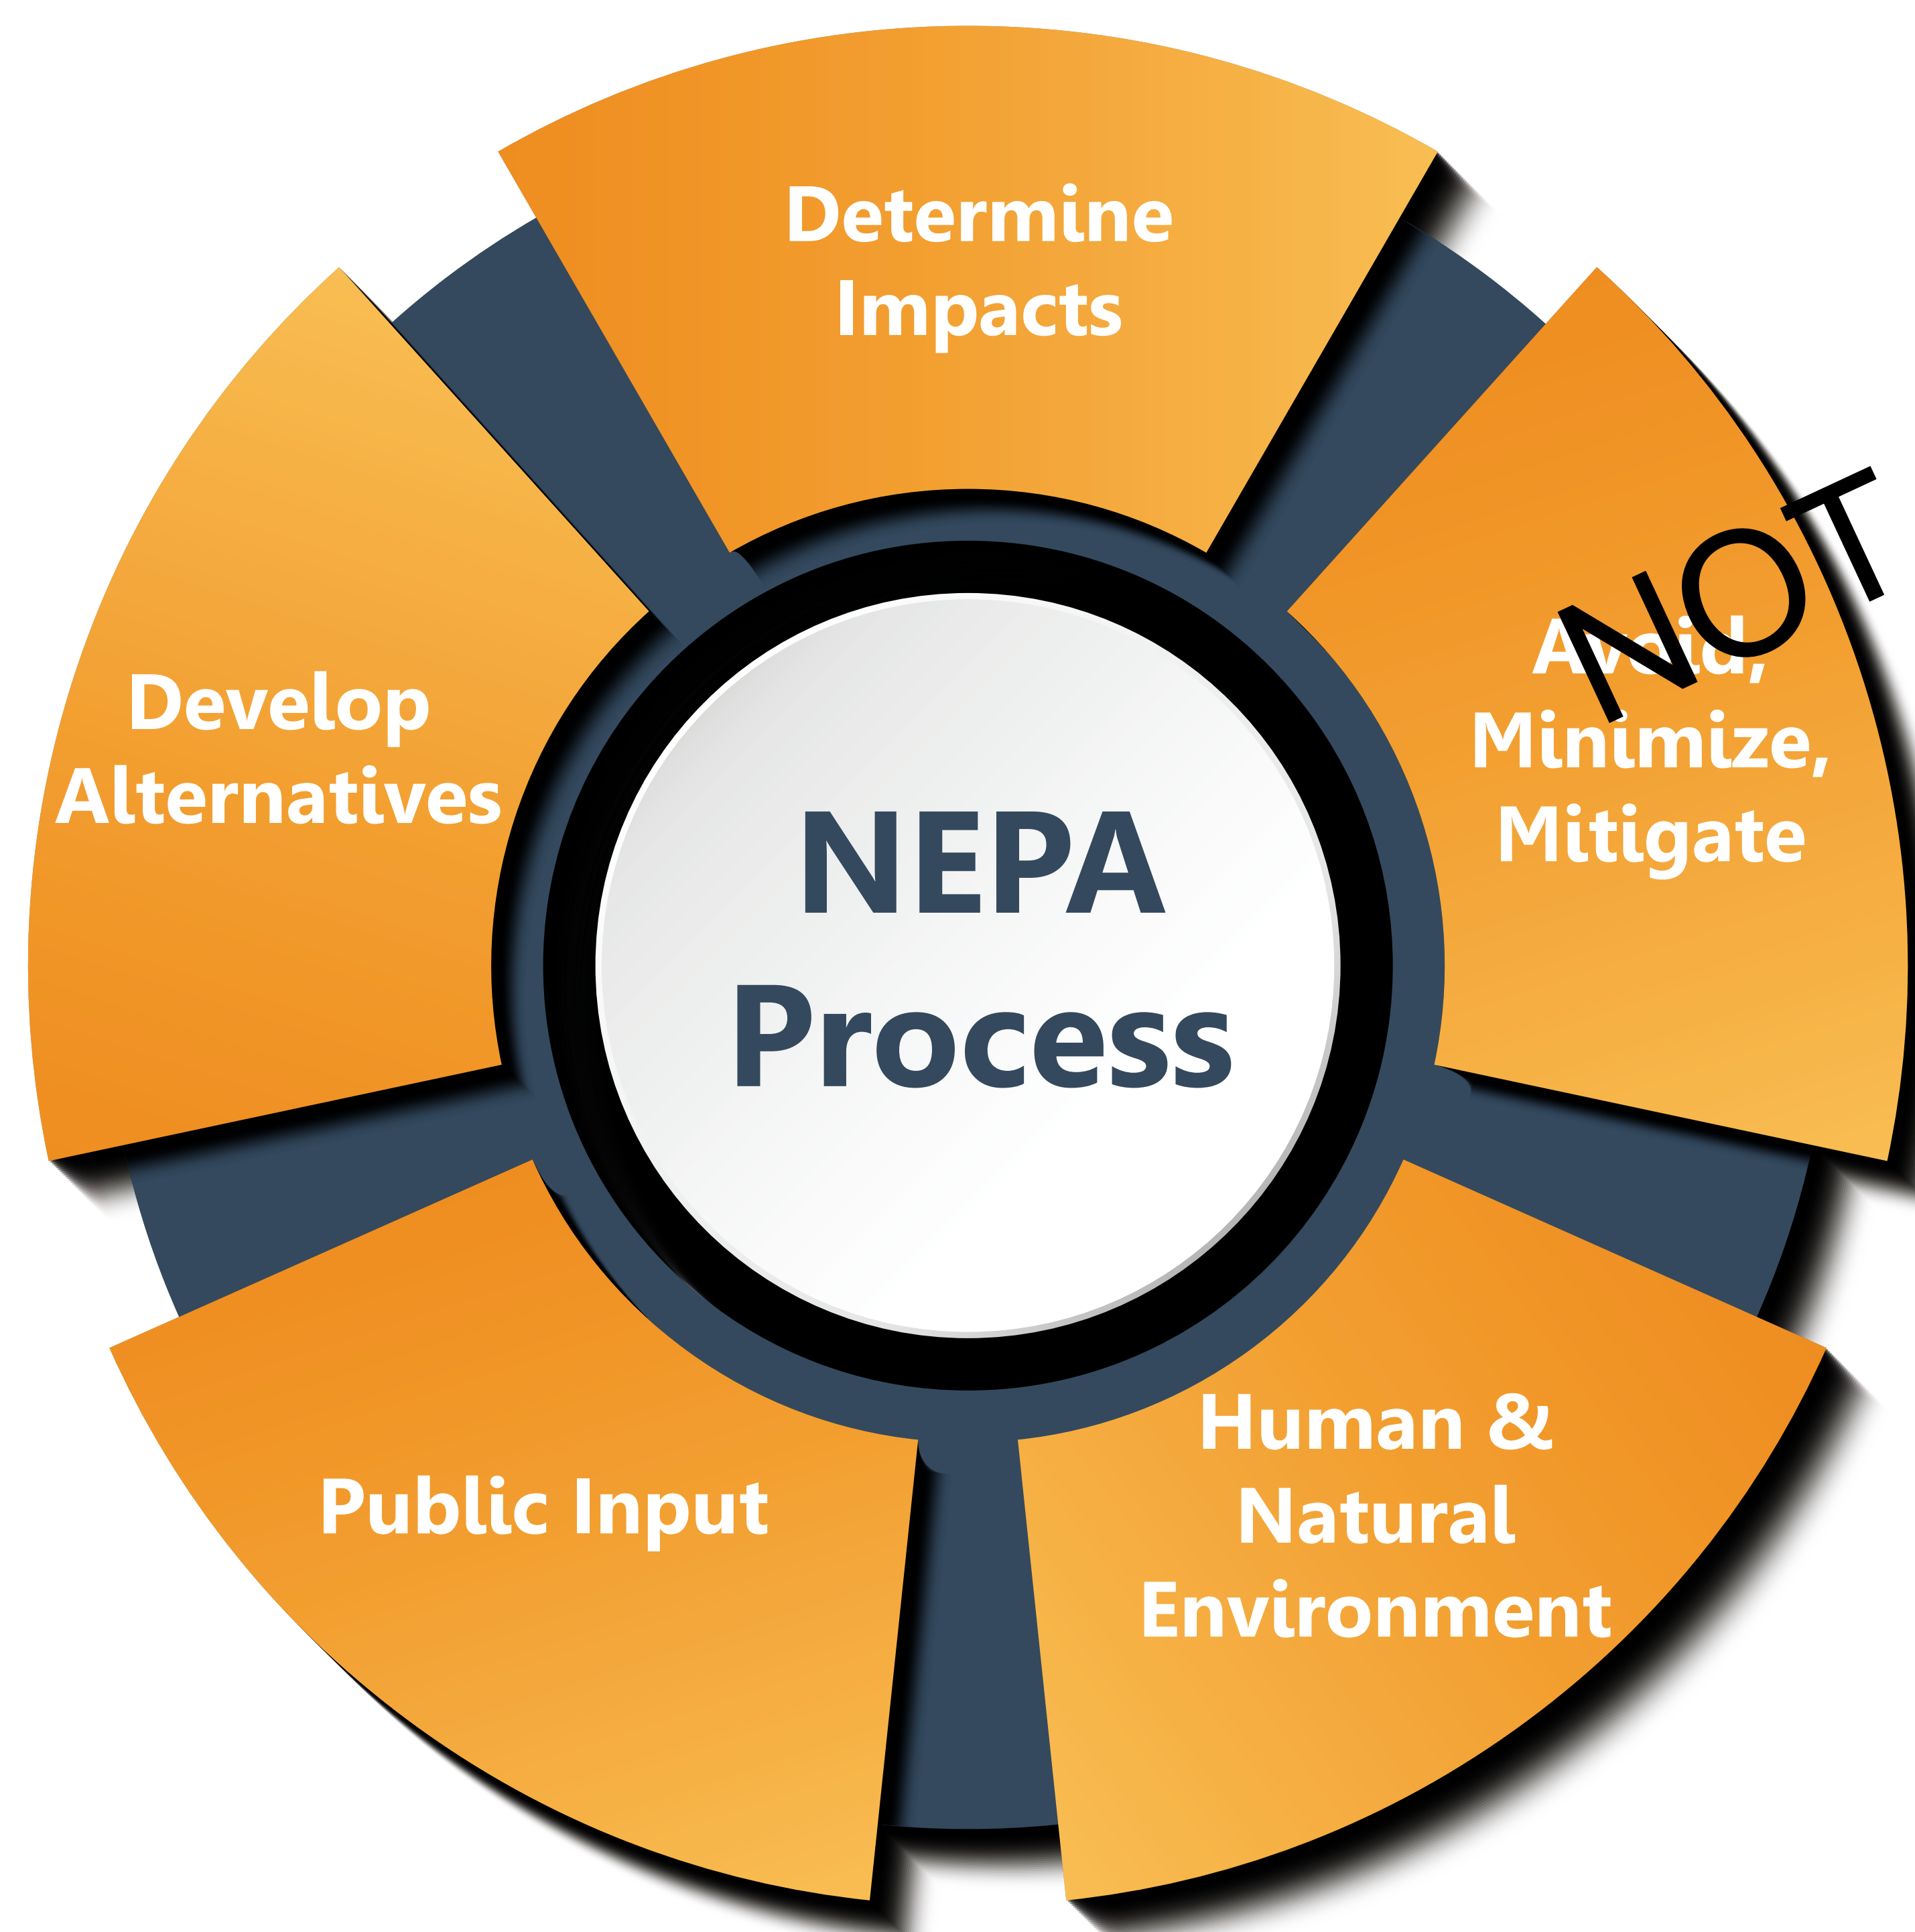 Determine
Impacts
NOT
Avoid,
Minimize,
Mitigate
Develop
Alternatives
NEPA
Process
Human &
Natural
Environment
Public Input